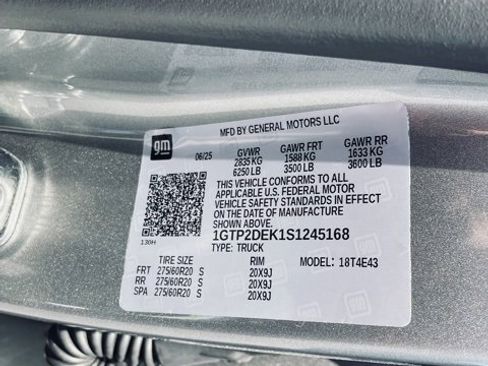 gm
MFD BY GENERAL MOTORS LLC
06/25 GVWR GAWR FRT GAWR RR
2835 KG 1588 KG 1633 KG
6250 LB 3500 LB 3600 LB
THIS VEHICLE CONFORMS TO ALL
APPLICABLE U.S. FEDERAL MOTOR
VEHICLE SAFETY STANDARDS IN EFFECT
ON THE DATE OF MANUFACTURE
SHOWN ABOVE.
1GTP2DEK1S1245168
TYPE: TRUCK
130H
TIRE SIZE RIM MODEL: 18T4E43
FRT 275/60R20 S 20X9J
RR 275/60R20 S 20X9J
SPA 275/60R20 S 20X9J